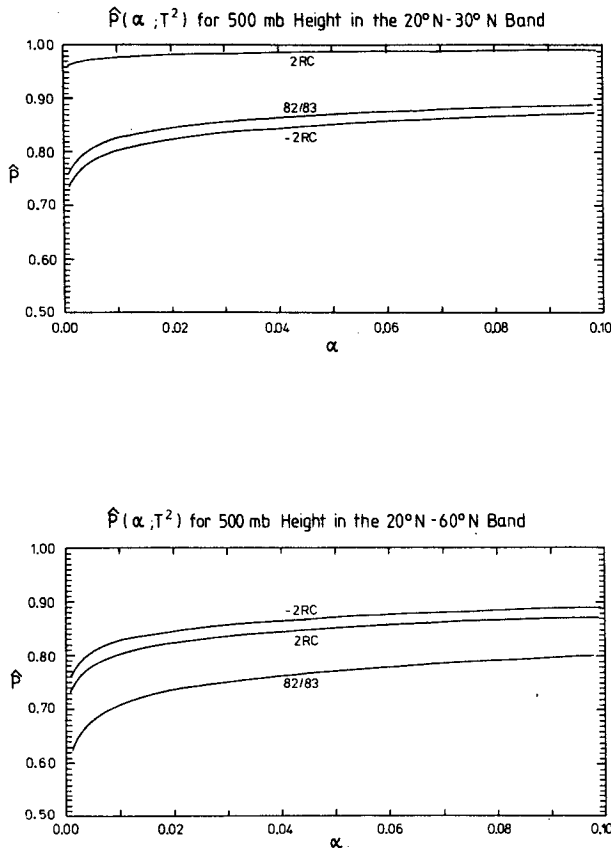 P̂(α;T²) for 500 mb Height in the 20°N-30°N Band
1.00
0.90
0.80
P̂
0.70
0.60
0.50
2RC
82/83
-2RC
0.00 0.02 0.04 0.06 0.08 0.10
α
P̂(α;T²) for 500 mb Height in the 20°N-60°N Band
1.00
0.90
0.80
P̂
0.70
0.60
0.50
-2RC
2RC
82/83
0.00 0.02 0.04 0.06 0.08 0.10
α